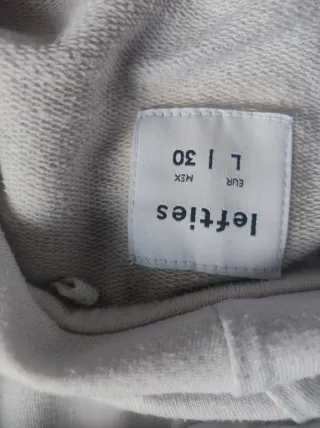 lefties
EUR MEX
L | 30